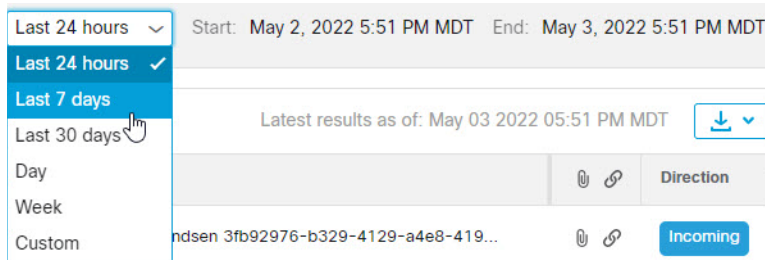 Last 24 hours Start: May 2, 2022 5:51 PM MDT End: May 3, 2022 5:51 PM MDT
Last 24 hours
Last 7 days
Latest results as of: May 03 2022 05:51 PM MDT
Last 30 days
Day
Direction
Week
ndsen 3fb92976-b329-4129-a4e8-419... Incoming
Custom